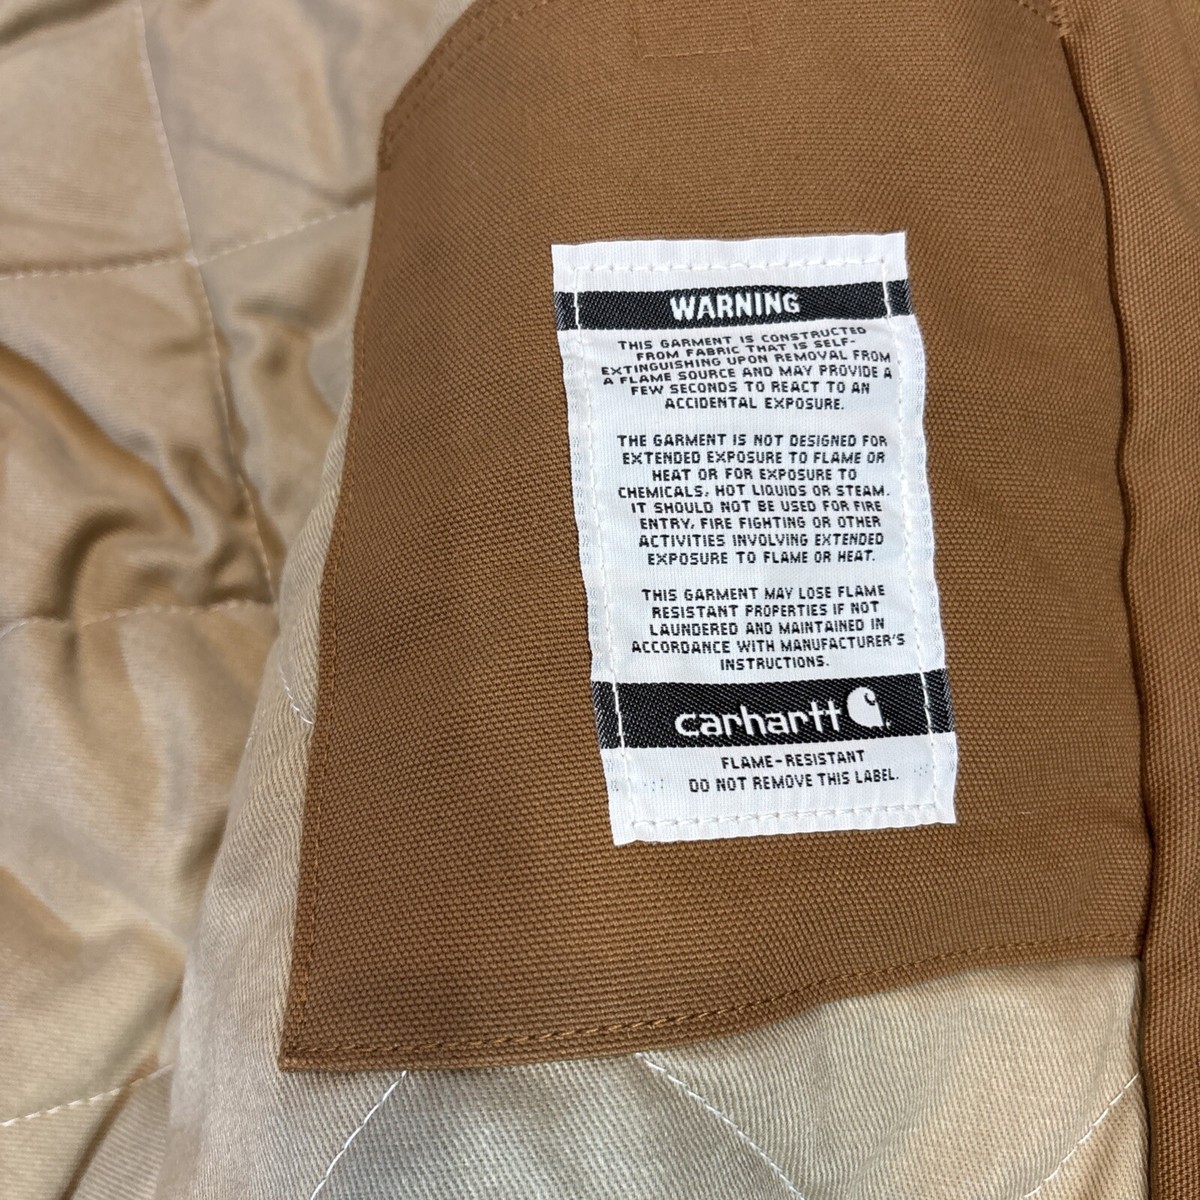 WARNING
THIS GARMENT IS CONSTRUCTED
FROM FABRIC THAT IS SELF-
EXTINGUISHING UPON REMOVAL FROM
A FLAME SOURCE AND MAY PROVIDE A
FEW SECONDS TO REACT TO AN
ACCIDENTAL EXPOSURE.
THE GARMENT IS NOT DESIGNED FOR
EXTENDED EXPOSURE TO FLAME OR
HEAT OR FOR EXPOSURE TO
CHEMICALS, HOT LIQUIDS OR STEAM.
IT SHOULD NOT BE USED FOR FIRE
ENTRY, FIRE FIGHTING OR OTHER
ACTIVITIES INVOLVING EXTENDED
EXPOSURE TO FLAME OR HEAT.
THIS GARMENT MAY LOSE FLAME
RESISTANT PROPERTIES IF NOT
LAUNDERED AND MAINTAINED IN
ACCORDANCE WITH MANUFACTURER'S
INSTRUCTIONS.
carhartt
FLAME-RESISTANT
DO NOT REMOVE THIS LABEL.